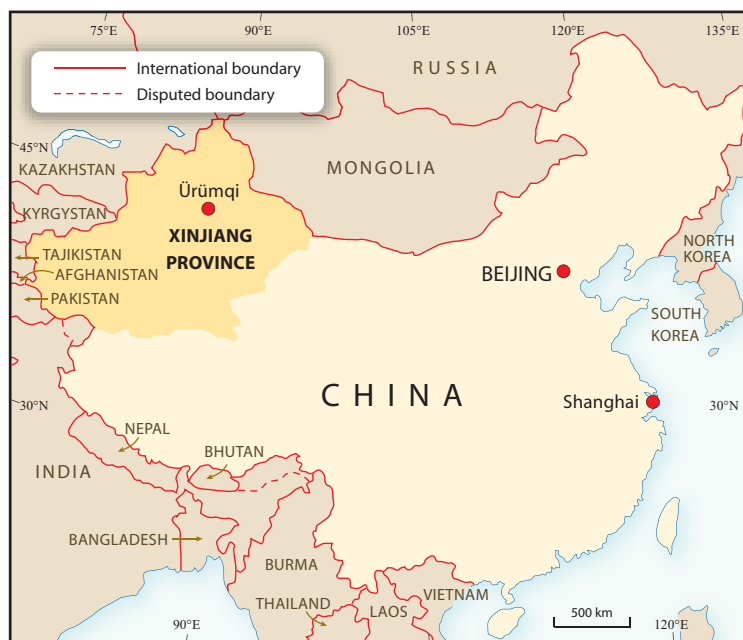 75°E
90°E
105°E
120°E
135°E
International boundary
Disputed boundary
RUSSIA
45°N
KAZAKHSTAN
MONGOLIA
Ürümqi
KYRGYSTAN
XINJIANG
PROVINCE
TAJIKISTAN
AFGHANISTAN
PAKISTAN
BEIJING
NORTH
KOREA
SOUTH
KOREA
CHINA
Shanghai
30°N
30°N
NEPAL
BHUTAN
INDIA
BANGLADESH
BURMA
VIETNAM
THAILAND
LAOS
500 km
90°E
120°E